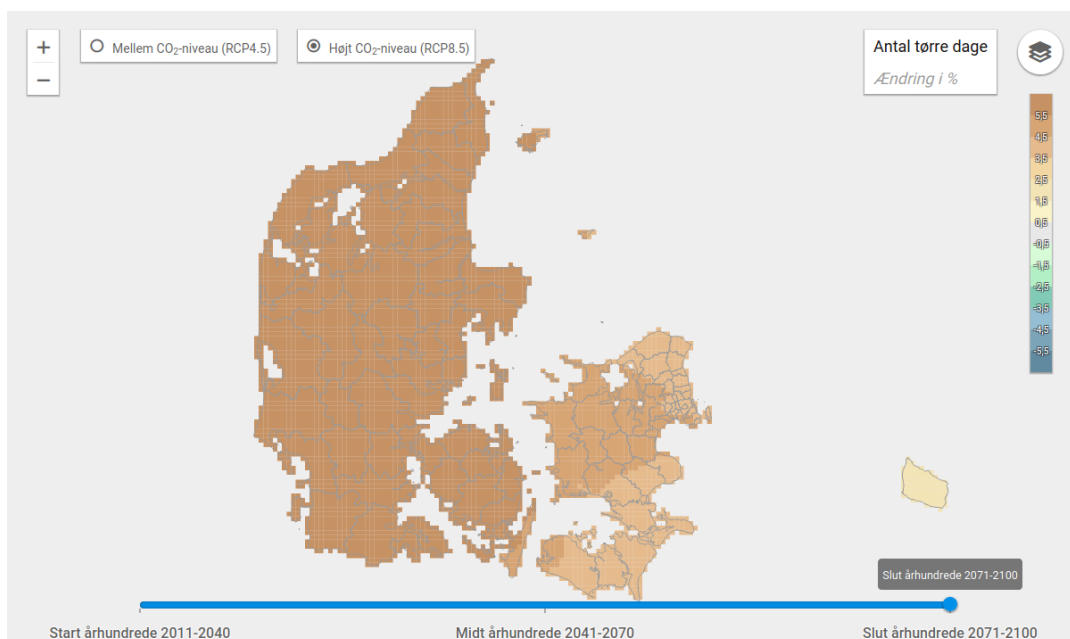 +
−
Mellem CO₂-niveau (RCP4.5)
Højt CO₂-niveau (RCP8.5)
Antal tørre dage
Ændring i %
5,5
4,5
3,5
2,5
1,5
0,5
-0,5
-1,5
-2,5
-3,5
-4,5
-5,5
Slut århundrede 2071-2100
Start århundrede 2011-2040
Midt århundrede 2041-2070
Slut århundrede 2071-2100